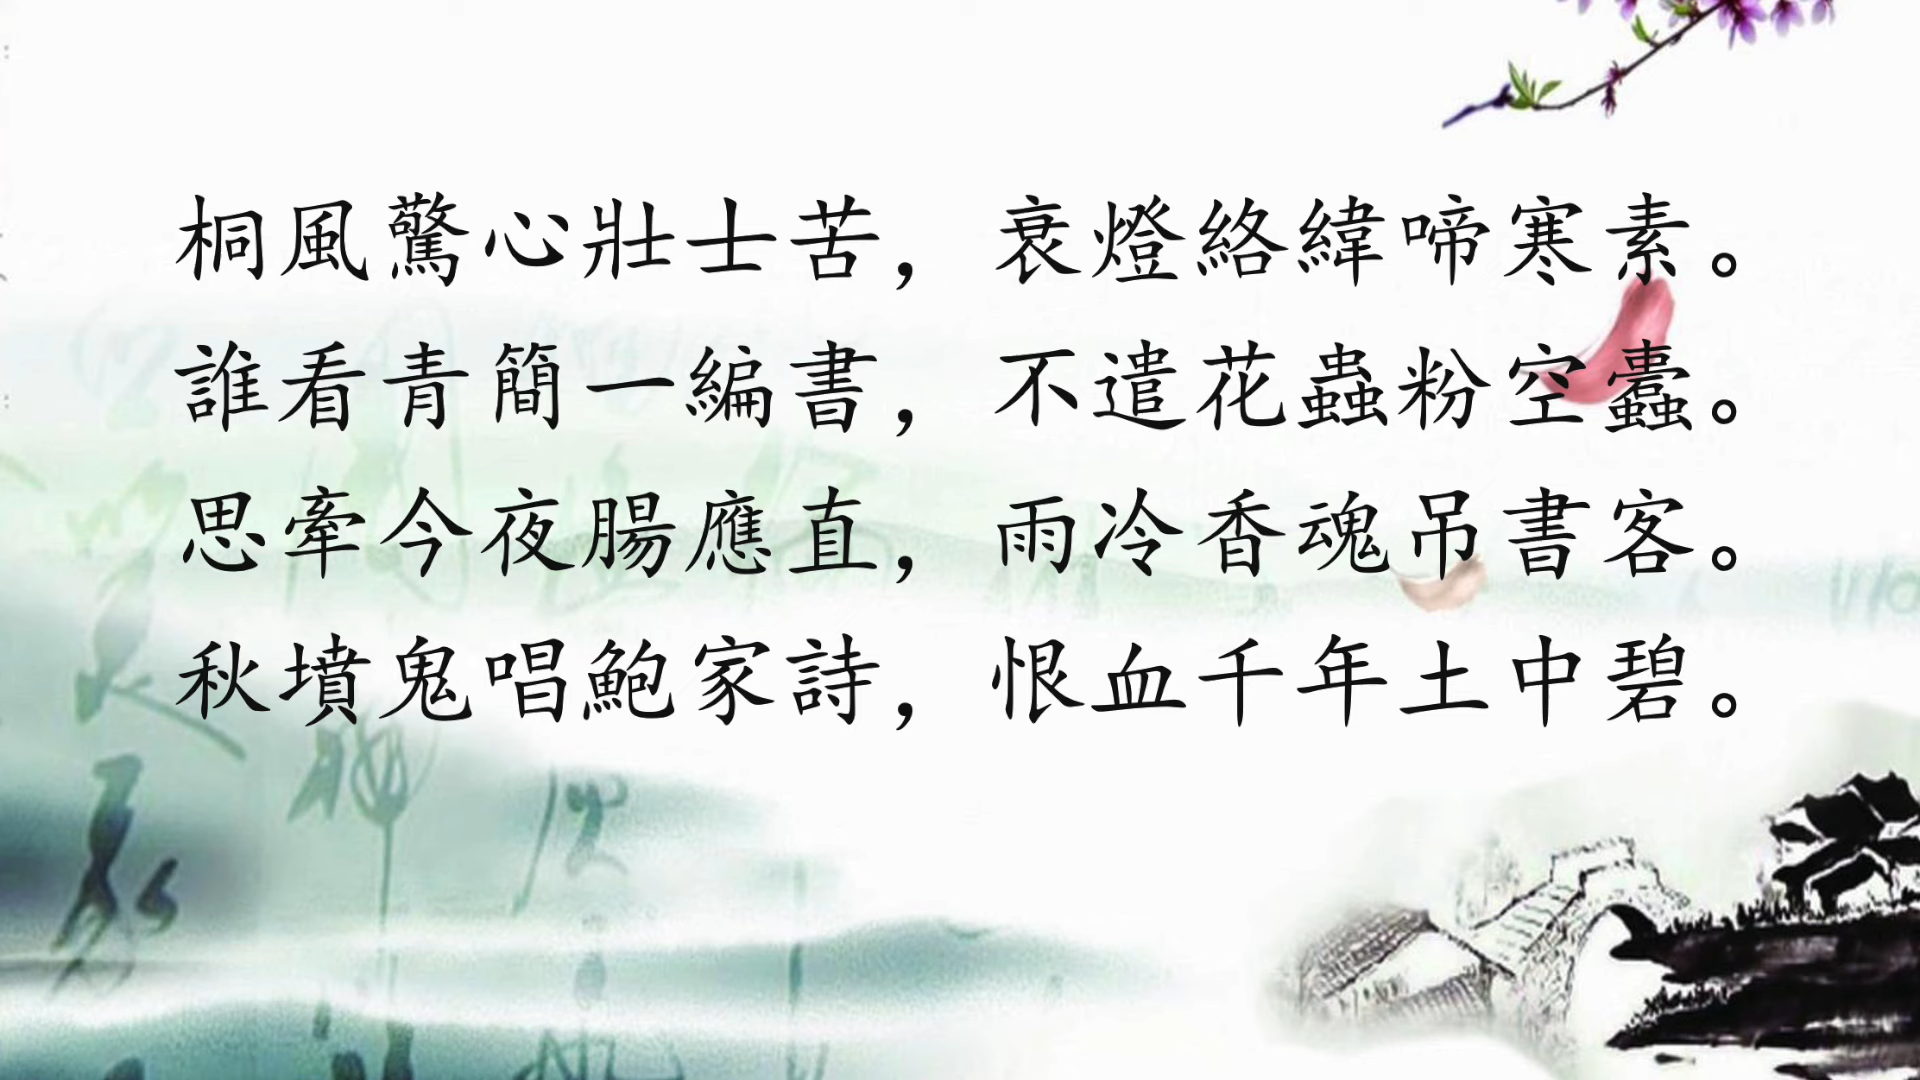 桐風驚心壯士苦，衰燈絡緯啼寒素。
誰看青簡一編書，不遣花蟲粉空蠹。
思牽今夜腸應直，雨冷香魂吊書客。
秋墳鬼唱鮑家詩，恨血千年土中碧。